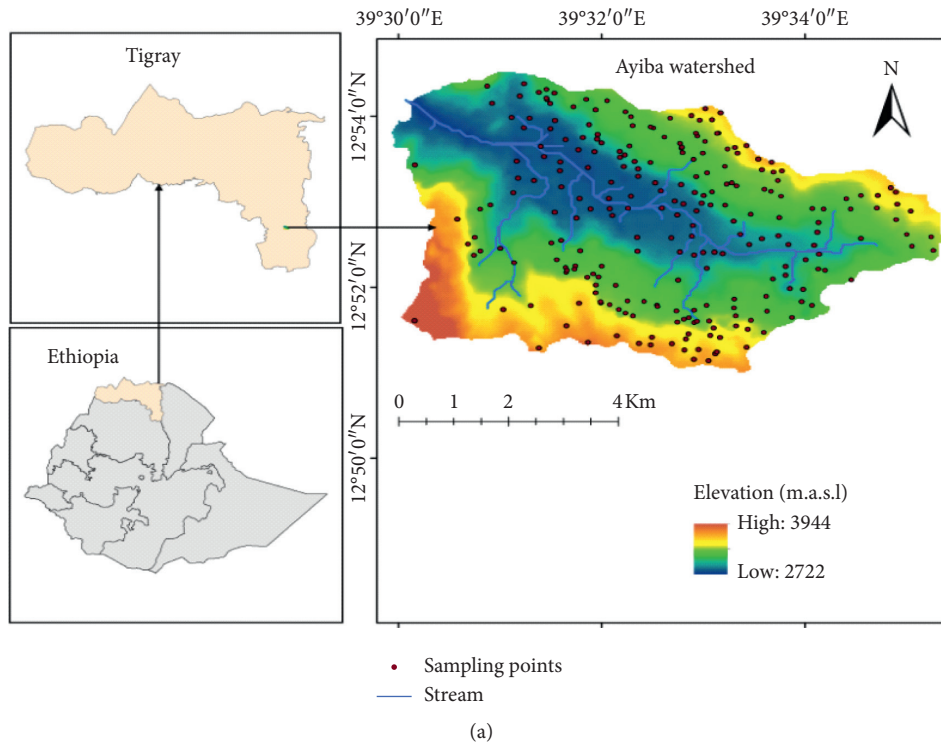 39°30′0″E
39°32′0″E
39°34′0″E
Tigray
Ayiba watershed
N
12°54′0″N
12°52′0″N
12°50′0″N
Ethiopia
0 1 2 4 Km
Elevation (m.a.s.l)
High: 3944
Low: 2722
Sampling points
Stream
(a)